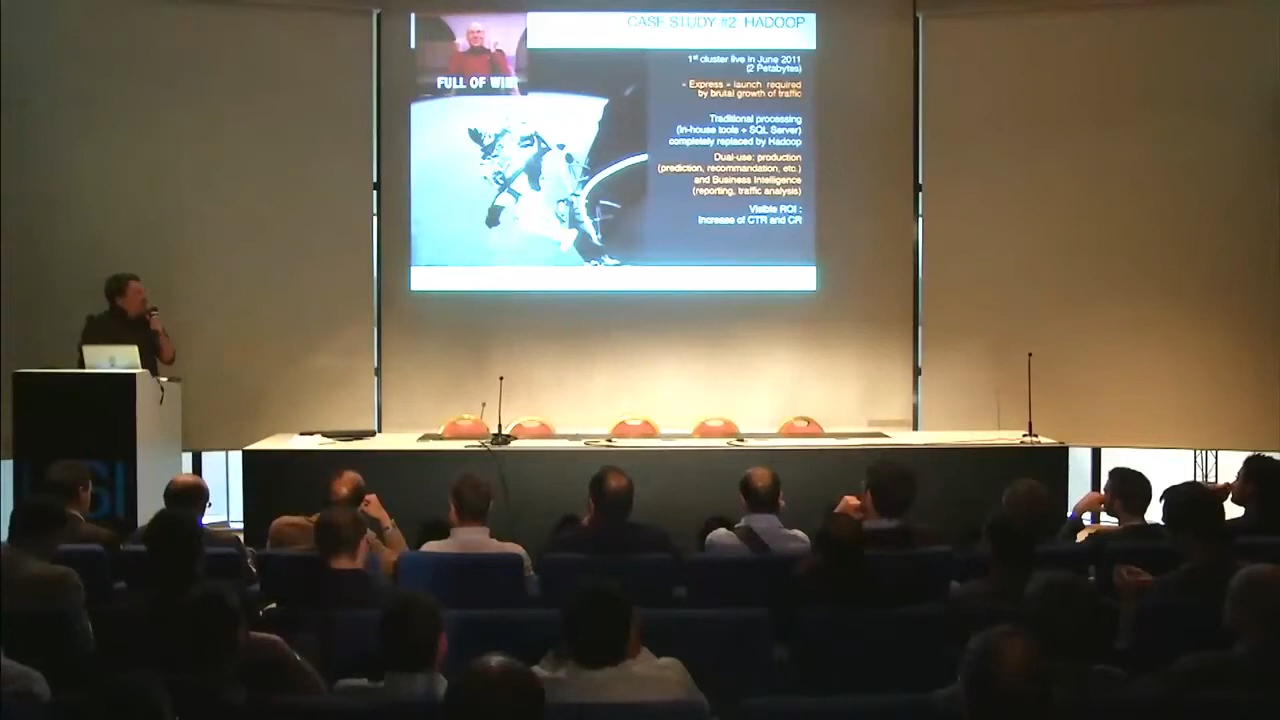 CASE STUDY #2 HADOOP
FULL OF WIN
1st cluster live in June 2011
(2 Petabytes)
- Express - launch required
by brutal growth of traffic
Traditional processing
(in-house tools + SQL Server)
completely replaced by Hadoop
Dual-use: production
(prediction, recommandation, etc.)
and Business Intelligence
(reporting, traffic analysis)
Visible ROI :
Increase of CTR and CR